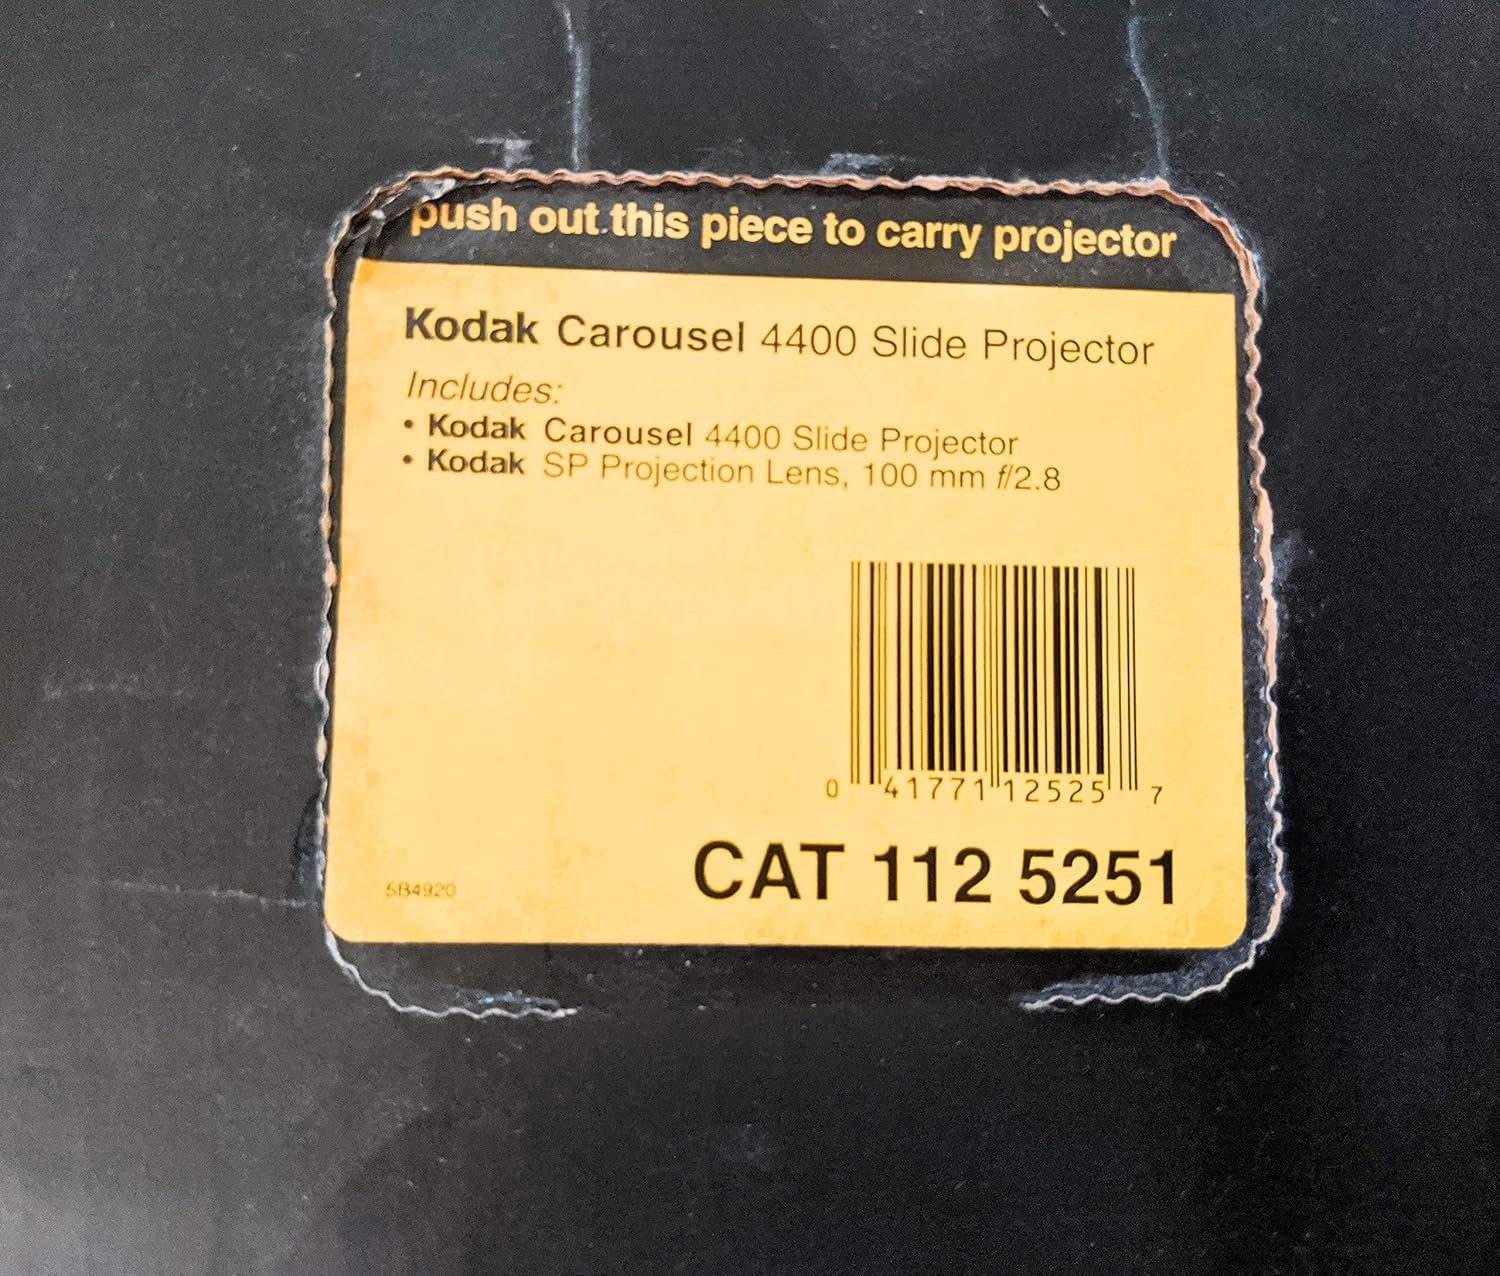 push out this piece to carry projector
Kodak Carousel 4400 Slide Projector
Includes:
• Kodak Carousel 4400 Slide Projector
• Kodak SP Projection Lens, 100 mm f/2.8
0 41771 12525 7
CAT 112 5251
5B4920